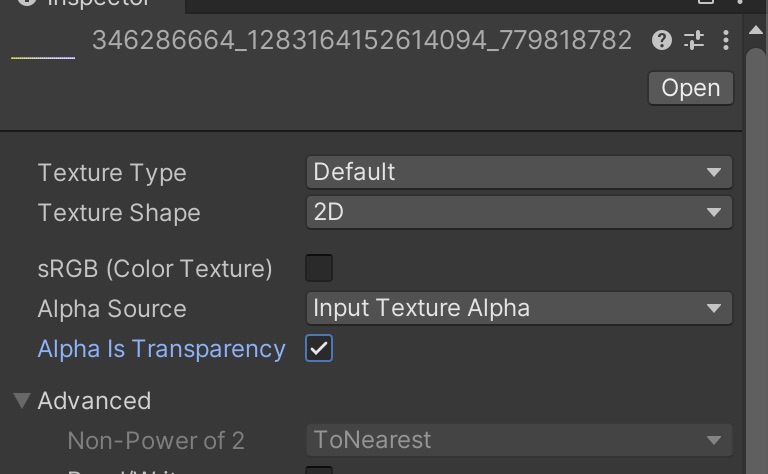 Inspector
346286664_1283164152614094_779818782
Open
Texture Type Default
Texture Shape 2D
sRGB (Color Texture)
Alpha Source Input Texture Alpha
Alpha Is Transparency
Advanced
Non-Power of 2 ToNearest